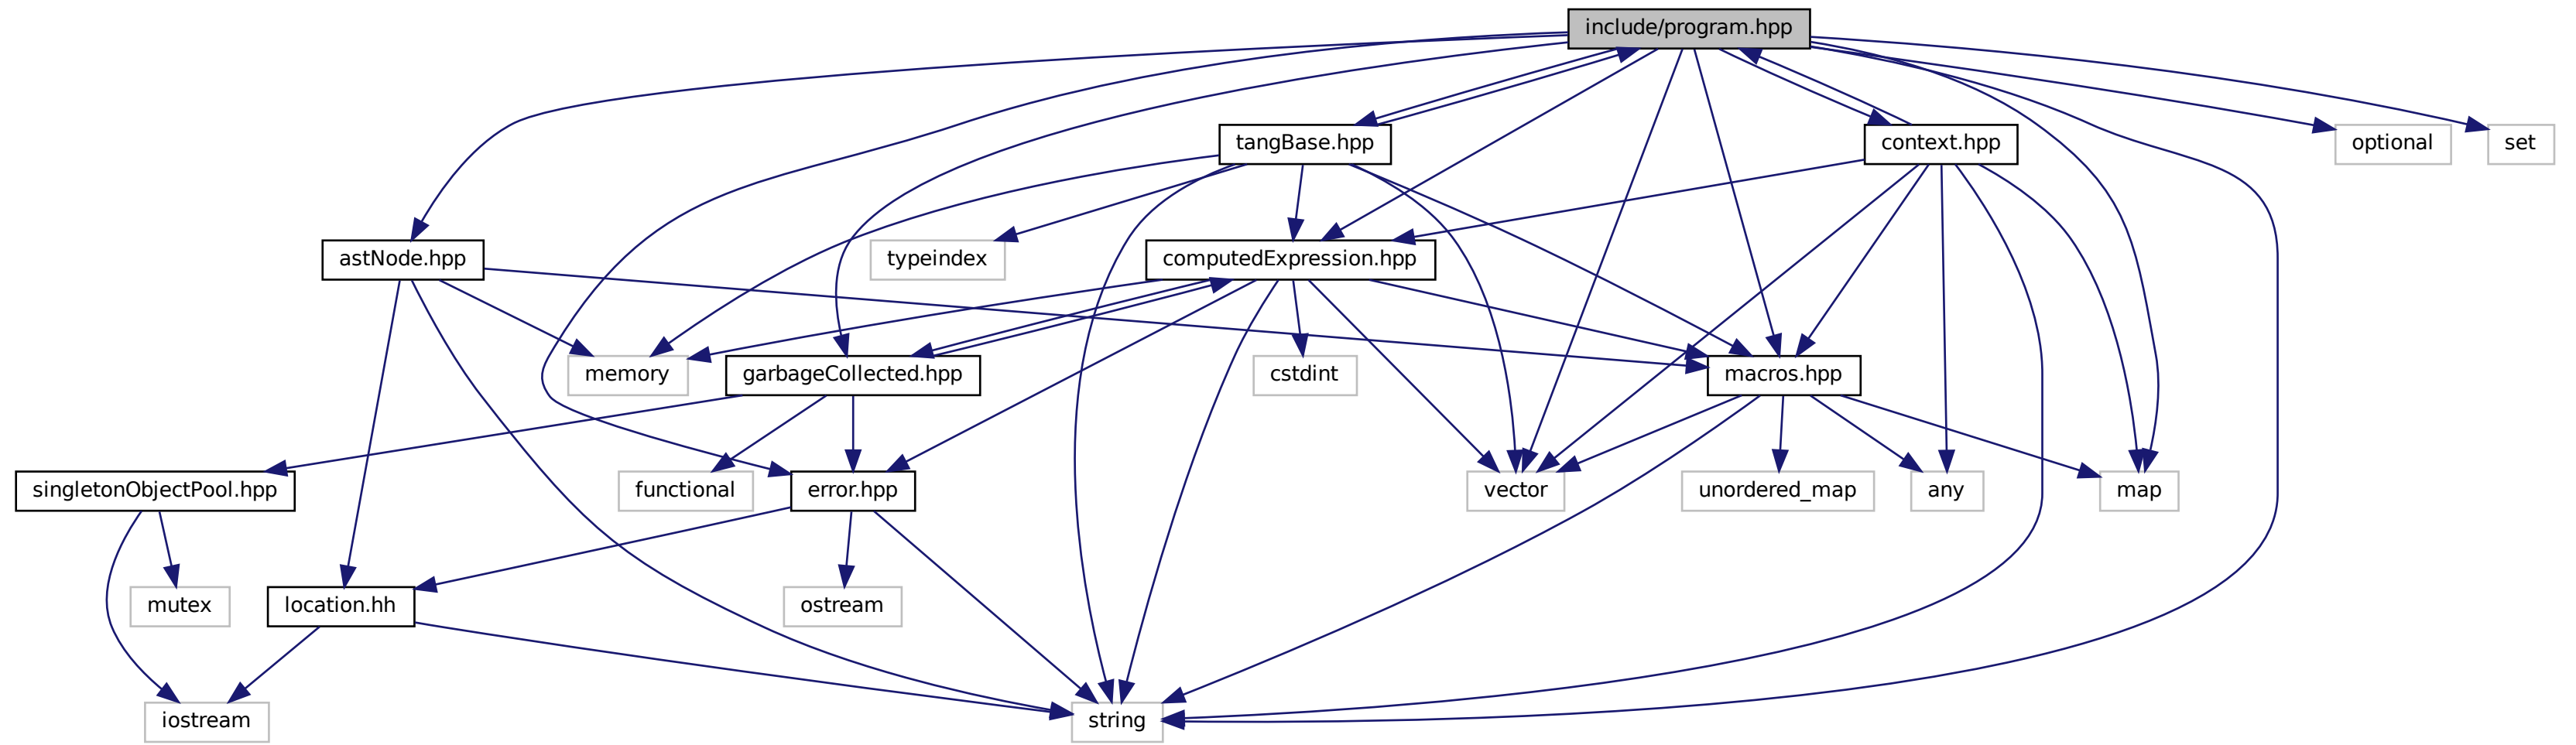 include/program.hpp
tangBase.hpp
context.hpp
optional
set
astNode.hpp
typeindex
computedExpression.hpp
memory
garbageCollected.hpp
cstdint
macros.hpp
singletonObjectPool.hpp
functional
error.hpp
vector
unordered_map
any
map
mutex
location.hh
ostream
iostream
string